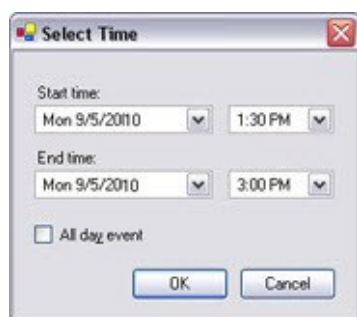 Select Time
Start time:
Mon 9/5/2010 1:30 PM
End time:
Mon 9/5/2010 3:00 PM
All day event
OK Cancel